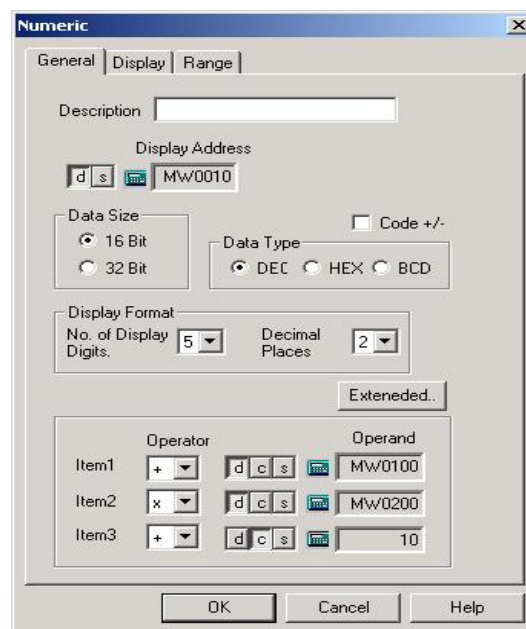 Numeric
General Display Range
Description
Display Address
d s MW0010
Data Size
16 Bit
32 Bit
Code +/-
Data Type
DEC HEX BCD
Display Format
No. of Display Digits. 5 Decimal Places 2
Exteneded..
Operator Operand
Item1 + d c s MW0100
Item2 x d c s MW0200
Item3 + d c s 10
OK Cancel Help